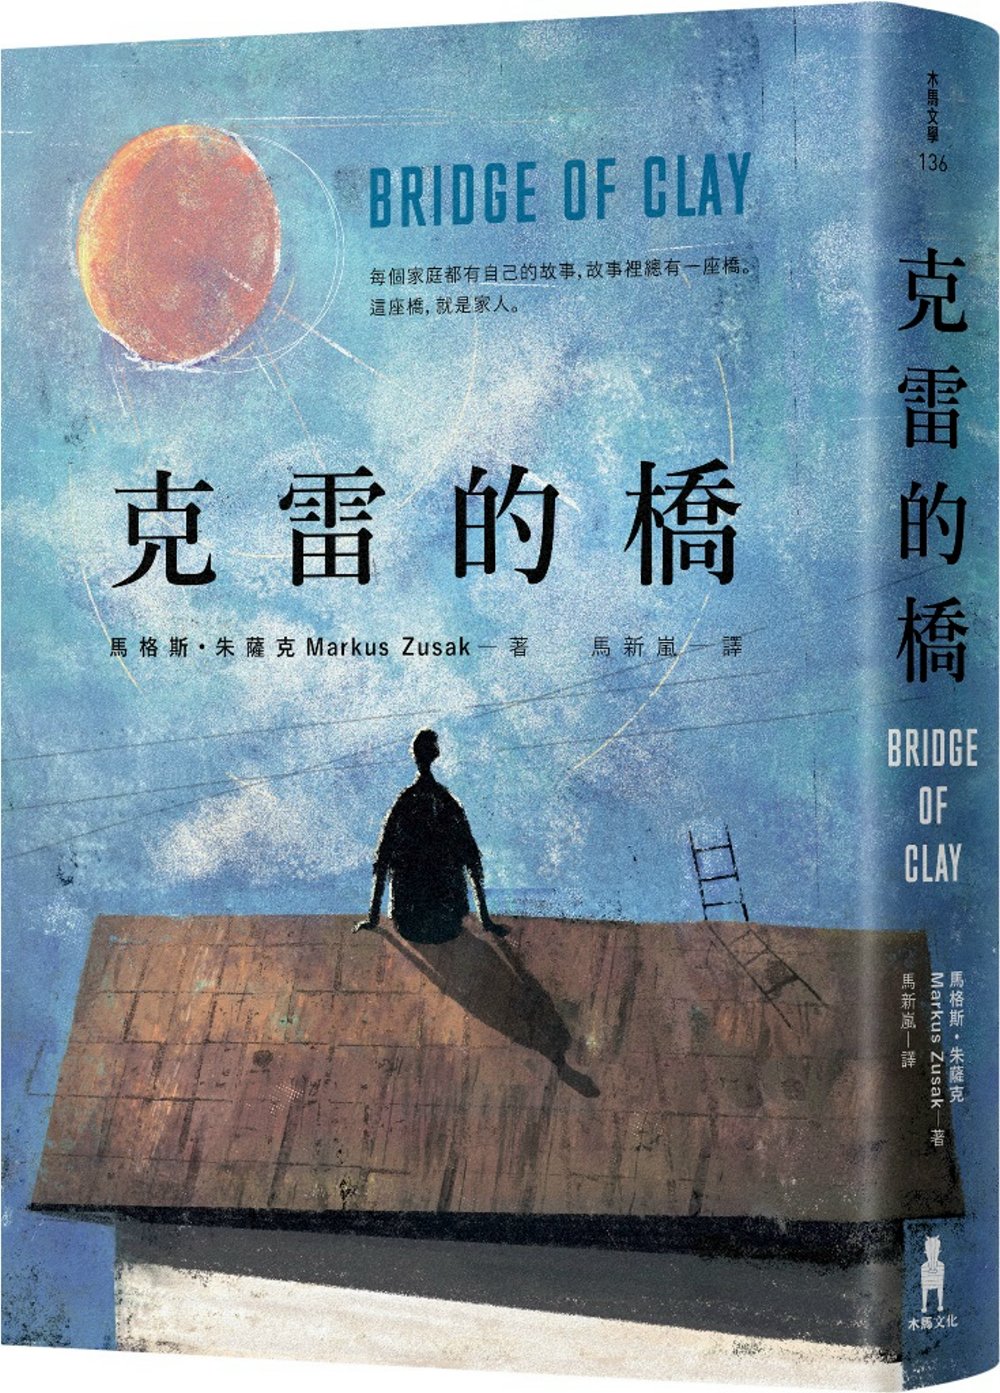 BRIDGE OF CLAY
每個家庭都有自己的故事,故事裡總有一座橋。
這座橋,就是家人。
克雷的橋
馬格斯・朱薩克 Markus Zusak—著 馬新嵐—譯
木馬文學
136
克雷的橋
BRIDGE
OF
CLAY
馬格斯・朱薩克
Markus Zusak—著
馬新嵐—譯
木馬文化